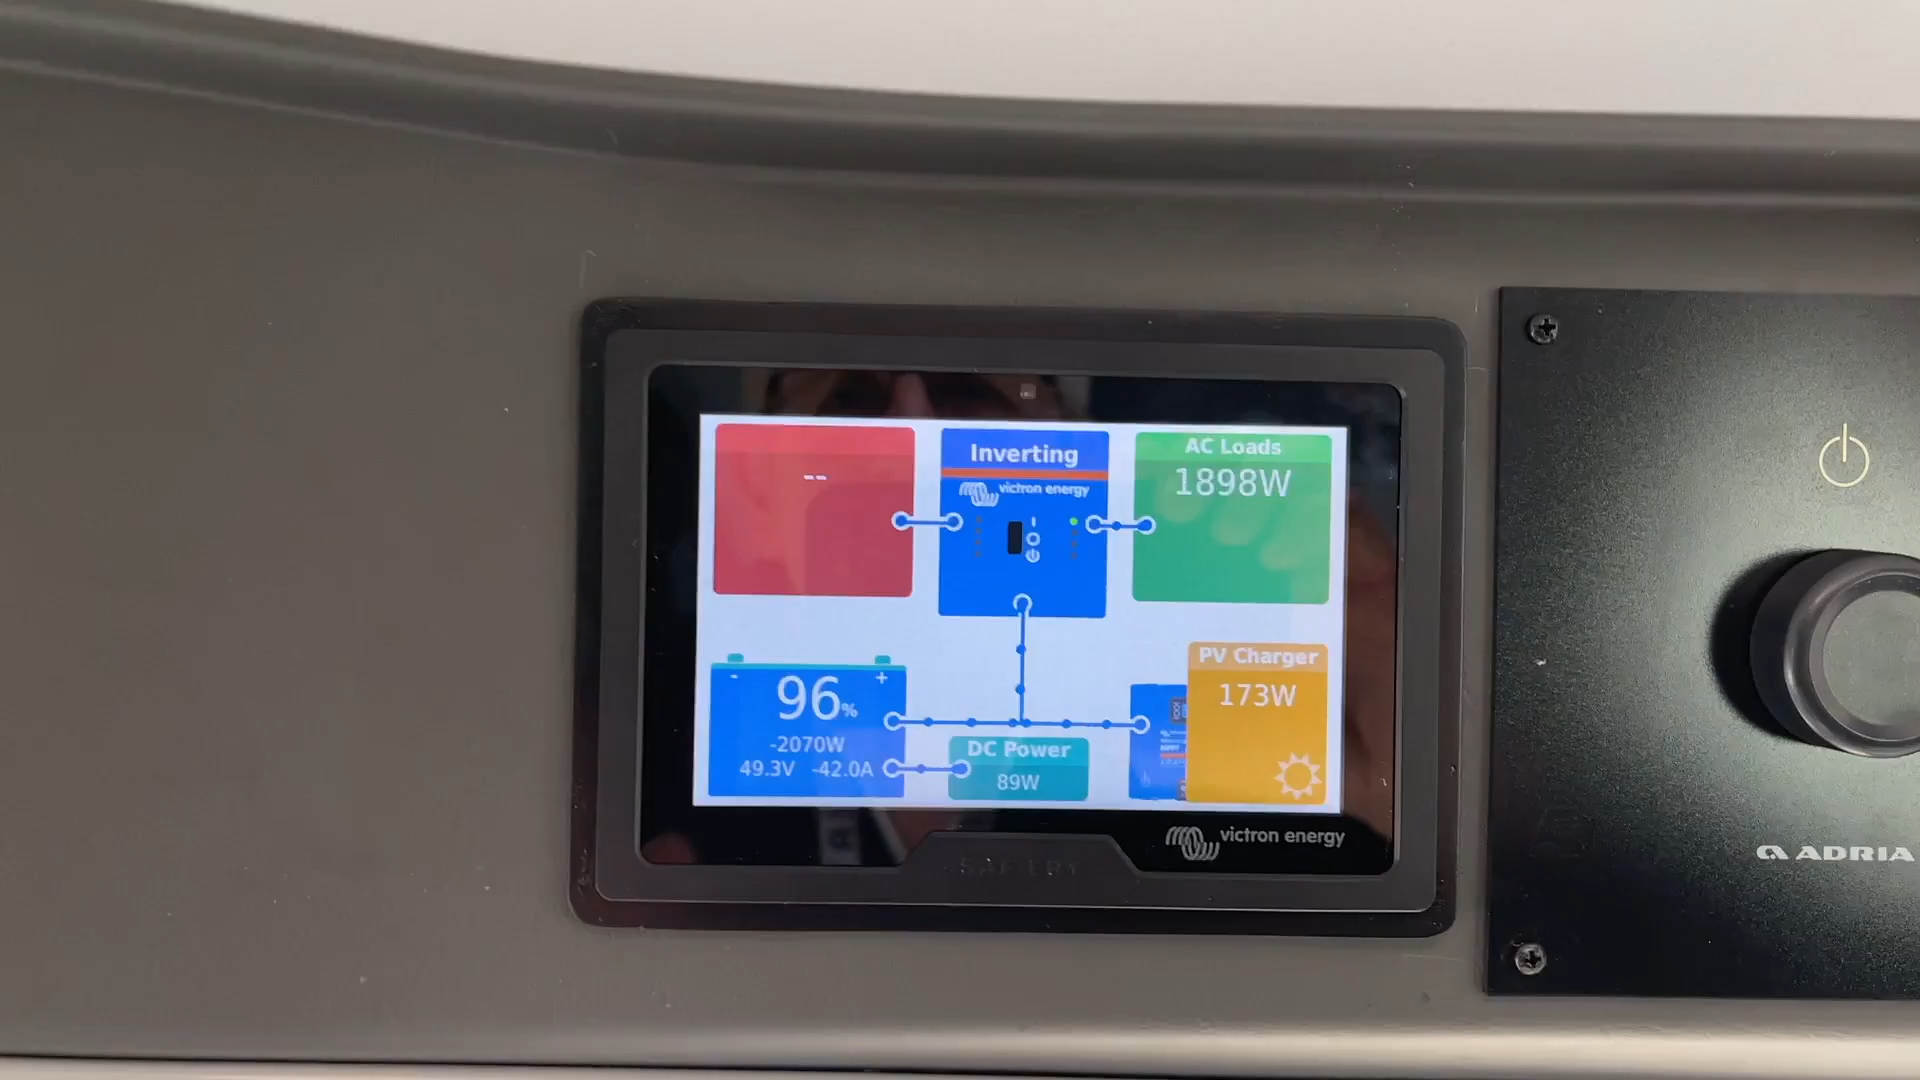 --
Inverting
victron energy
AC Loads
1898W
- +
96%
-2070W
49.3V -42.0A
DC Power
89W
PV Charger
173W
victron energy
ADRIA